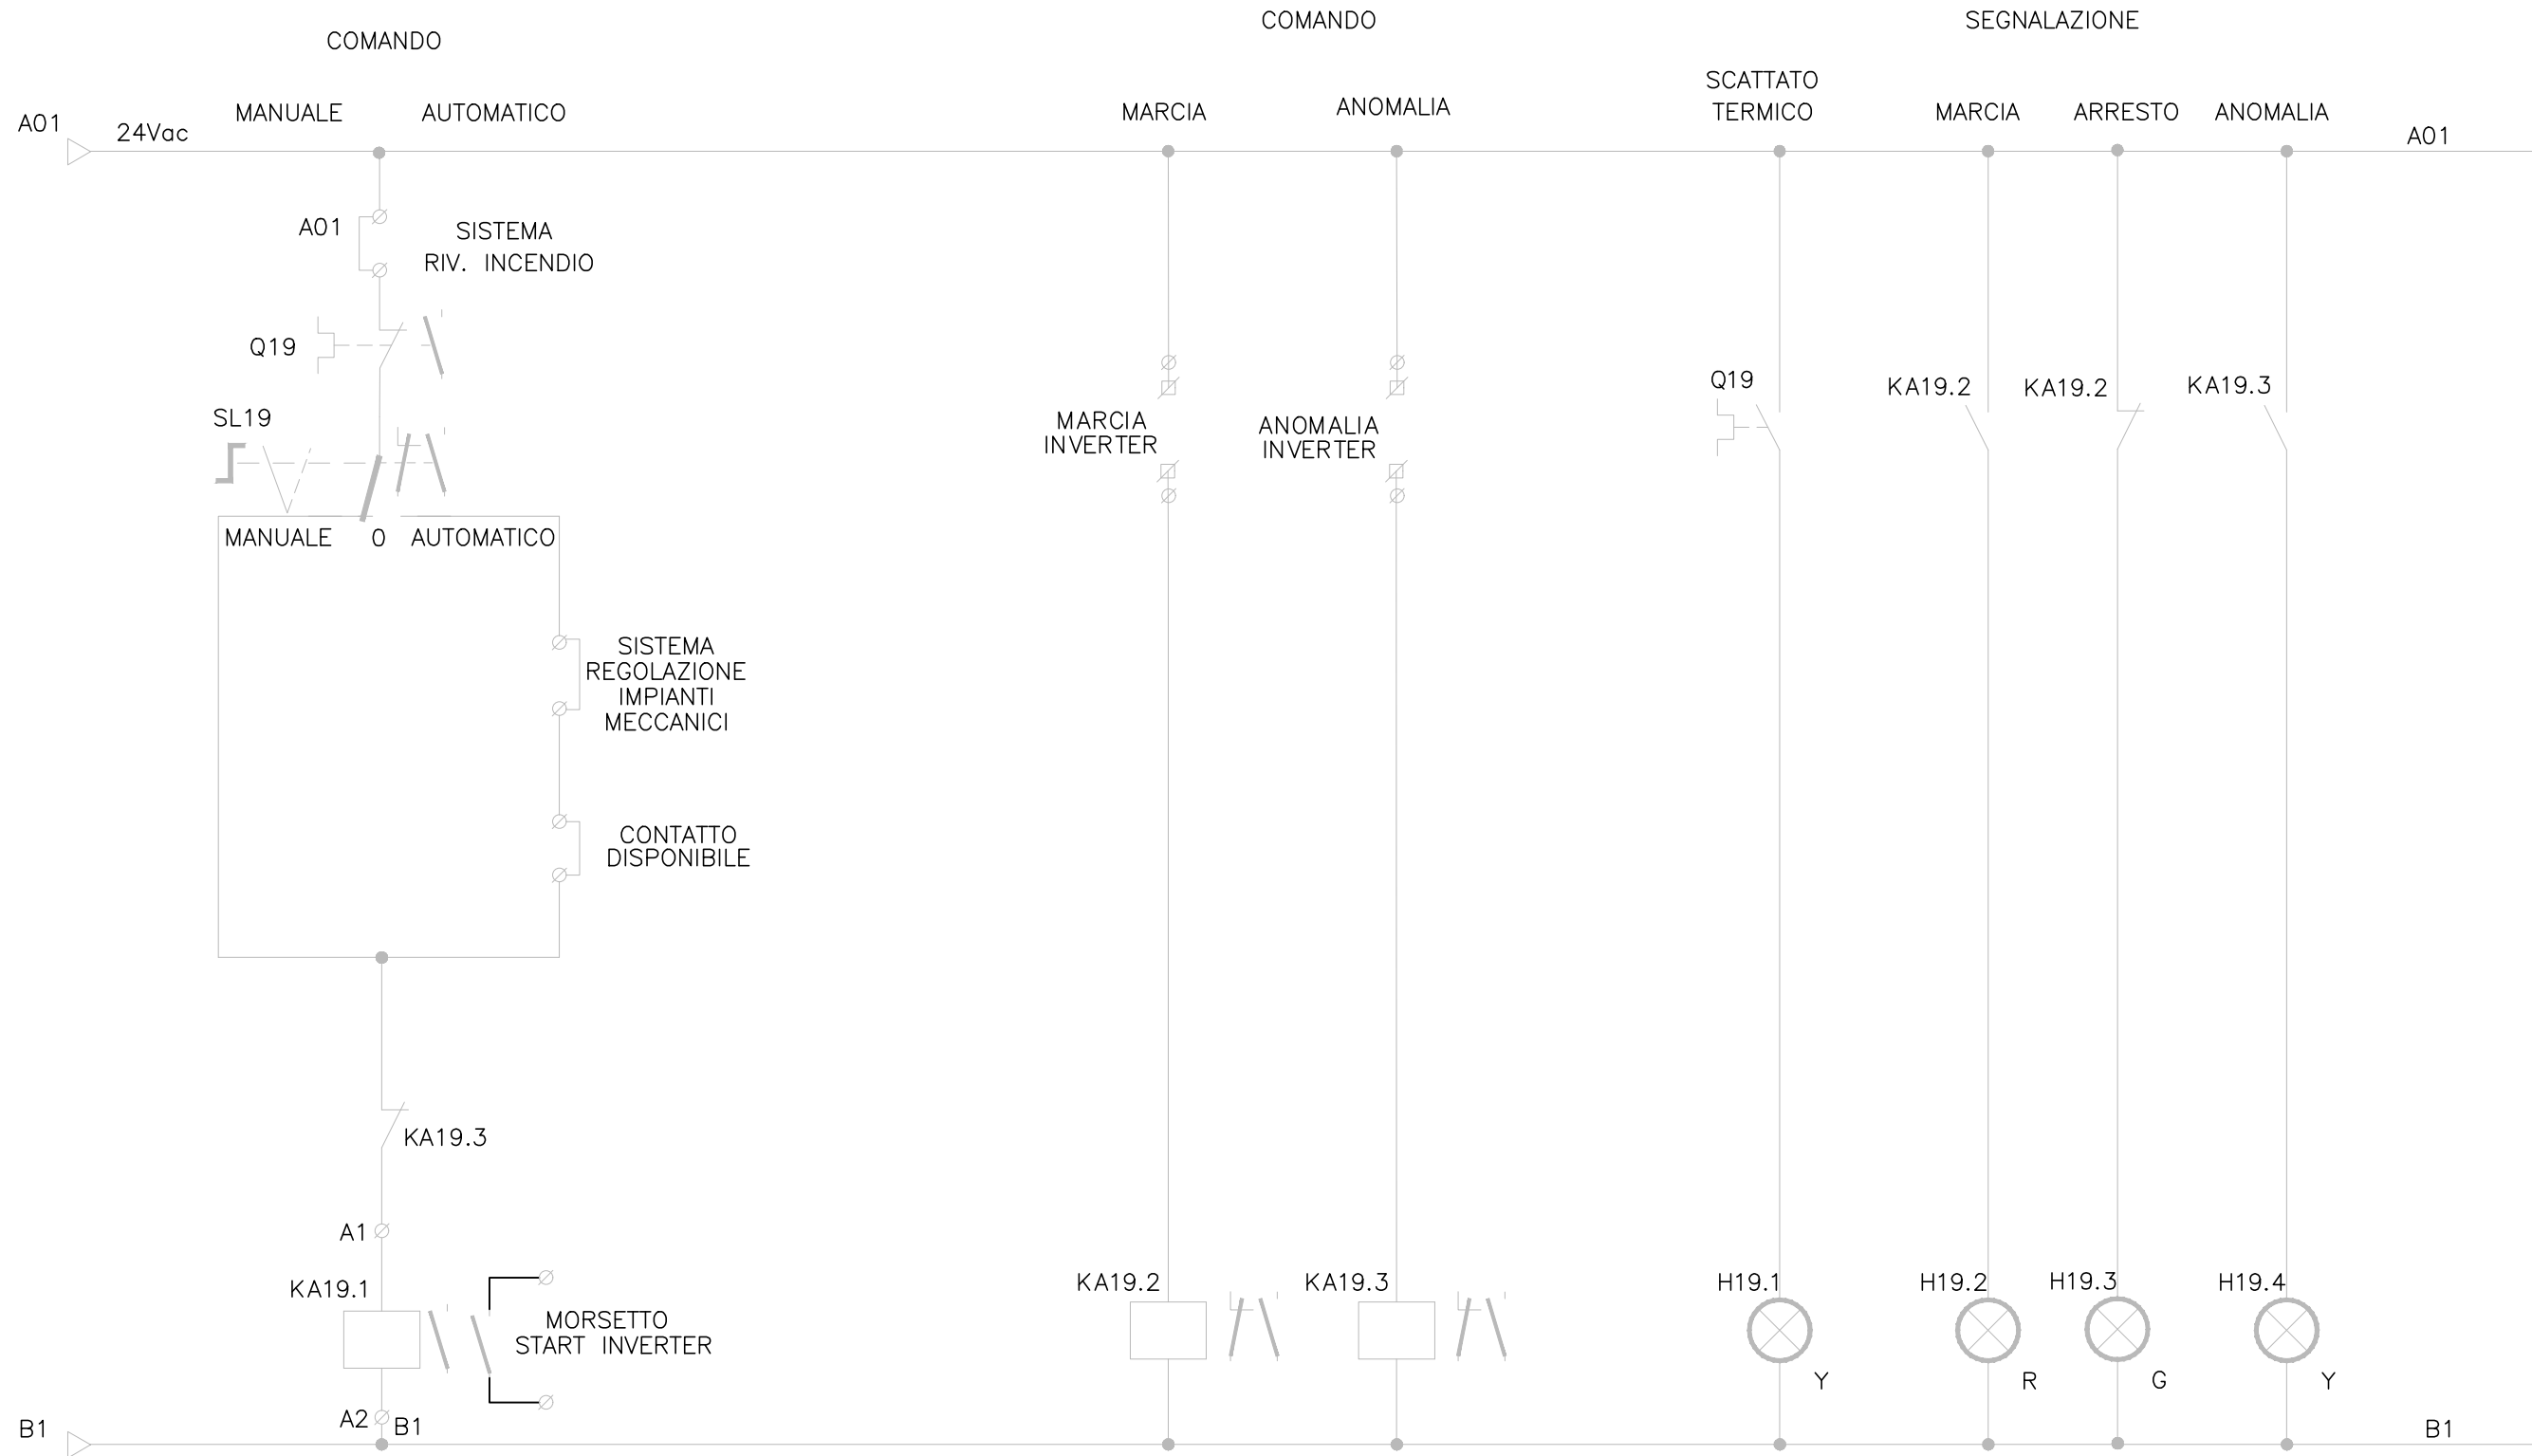 COMANDO
COMANDO
SEGNALAZIONE
MANUALE
AUTOMATICO
MARCIA
ANOMALIA
SCATTATO
TERMICO
MARCIA
ARRESTO
ANOMALIA
A01
24Vac
A01
A01
SISTEMA
RIV. INCENDIO
Q19
SL19
MANUALE
0
AUTOMATICO
MARCIA
INVERTER
ANOMALIA
INVERTER
Q19
KA19.2
KA19.2
KA19.3
SISTEMA
REGOLAZIONE
IMPIANTI
MECCANICI
CONTATTO
DISPONIBILE
KA19.3
A1
KA19.1
MORSETTO
START INVERTER
KA19.2
KA19.3
H19.1
H19.2
H19.3
H19.4
Y
R
G
Y
A2
B1
B1
B1